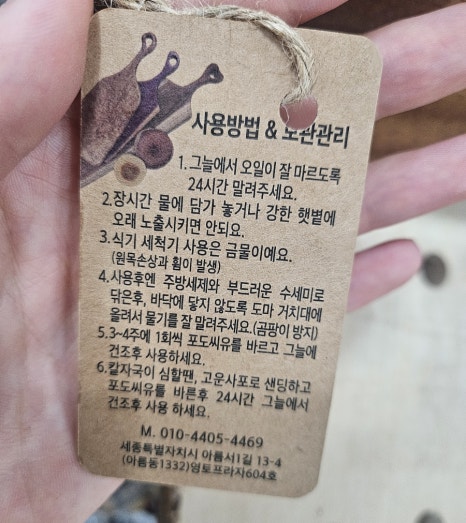 사용방법 & 보관관리
1.그늘에서 오일이 잘 마르도록
24시간 말려주세요.
2.장시간 물에 담가 놓거나 강한 햇볕에
오래 노출시키면 안되요.
3.식기 세척기 사용은 금물이예요.
(원목손상과 휨이 발생)
4.사용후엔 주방세제와 부드러운 수세미로
닦은후, 바닥에 닿지 않도록 도마 거치대에
올려서 물기를 잘 말려주세요.(곰팡이 방지)
5.3~4주에 1회씩 포도씨유를 바르고 그늘에
건조후 사용하세요.
6.칼자국이 심할땐, 고운사포로 샌딩하고
포도씨유를 바른후 24시간 그늘에서
건조후 사용 하세요.
M. 010-4405-4469
세종특별자치시 아름서1길 13-4
(아름동1332)영토프라자604호